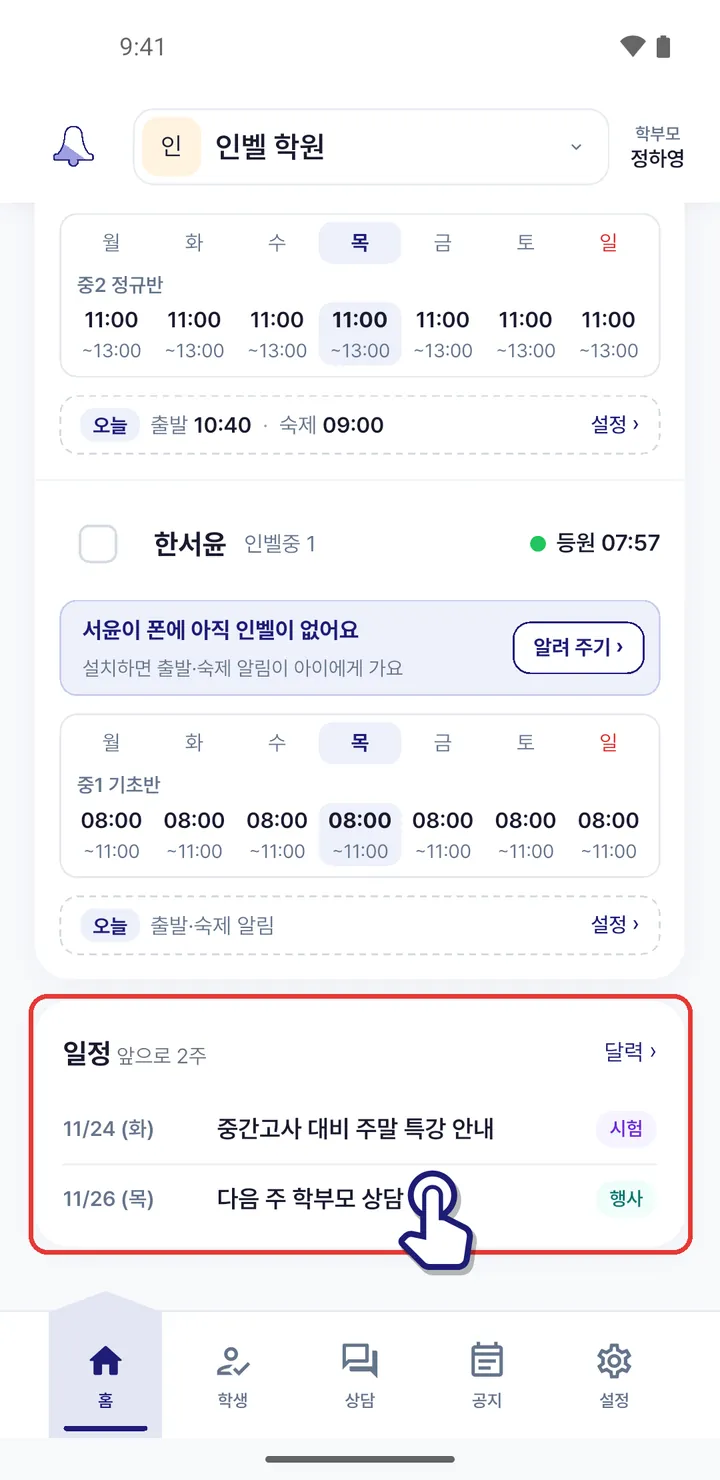 9:41
인 인벨 학원
학부모
정하영
월 화 수 목 금 토 일
중2 정규반
11:00 11:00 11:00 11:00 11:00 11:00 11:00
~13:00 ~13:00 ~13:00 ~13:00 ~13:00 ~13:00 ~13:00
오늘 출발 10:40 · 숙제 09:00 설정 ›
한서윤 인벨중 1 등원 07:57
서윤이 폰에 아직 인벨이 없어요
설치하면 출발·숙제 알림이 아이에게 가요
알려 주기 ›
월 화 수 목 금 토 일
중1 기초반
08:00 08:00 08:00 08:00 08:00 08:00 08:00
~11:00 ~11:00 ~11:00 ~11:00 ~11:00 ~11:00 ~11:00
오늘 출발·숙제 알림 설정 ›
일정 앞으로 2주 달력 ›
11/24 (화) 중간고사 대비 주말 특강 안내 시험
11/26 (목) 다음 주 학부모 상담 행사
홈 학생 상담 공지 설정